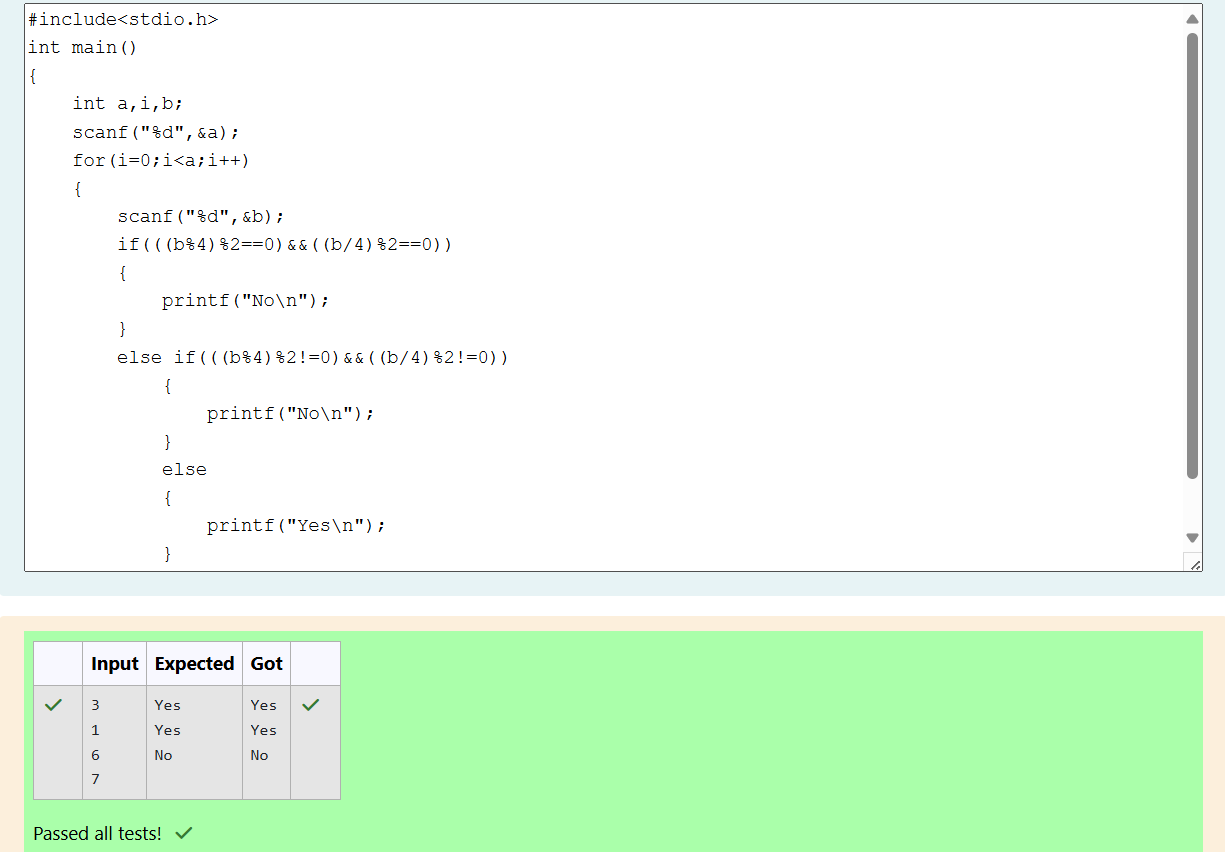 #include<stdio.h>
int main()
{
    int a,i,b;
    scanf("%d",&a);
    for(i=0;i<a;i++)
    {
        scanf("%d",&b);
        if(((b%4)%2==0)&&((b/4)%2==0))
        {
            printf("No\n");
        }
        else if(((b%4)%2!=0)&&((b/4)%2!=0))
            {
                printf("No\n");
            }
            else
            {
                printf("Yes\n");
            }
Input Expected Got
3 Yes Yes
1 Yes Yes
6 No No
7
Passed all tests!